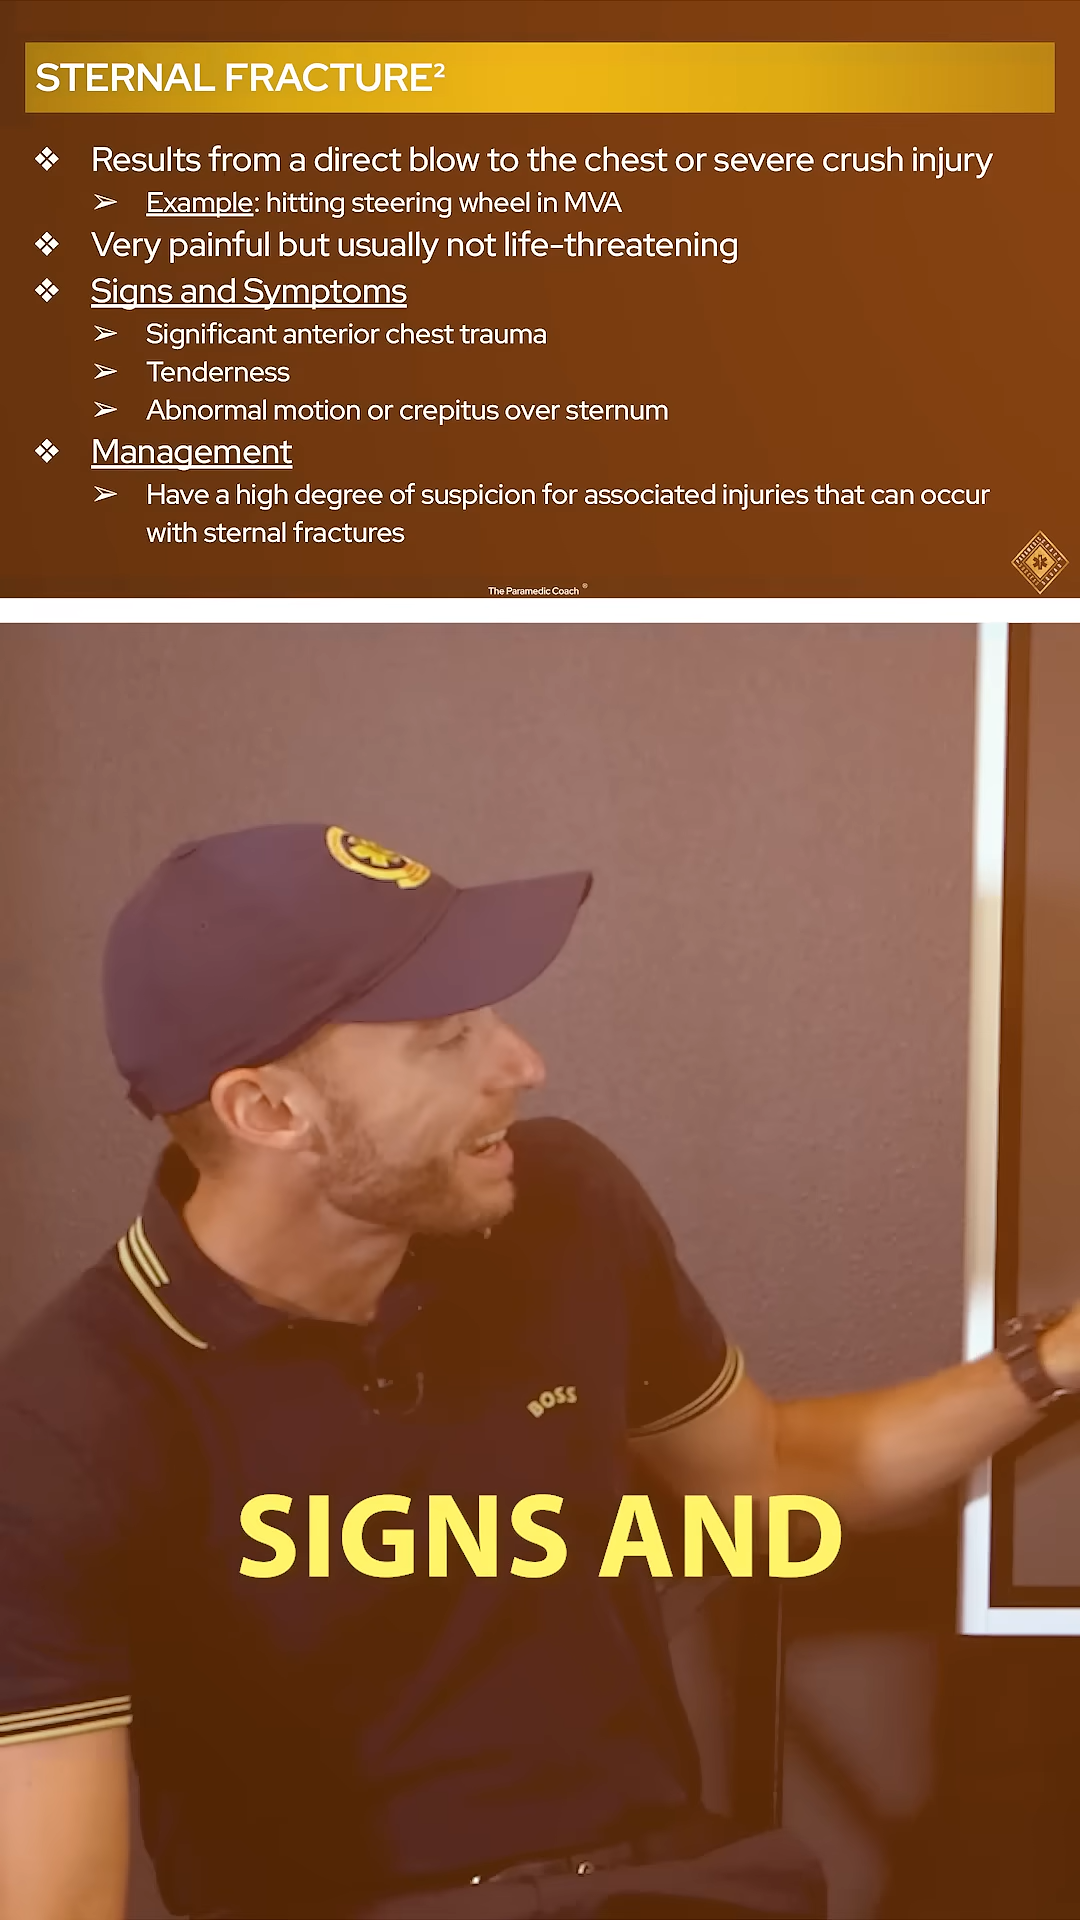 STERNAL FRACTURE²
❖ Results from a direct blow to the chest or severe crush injury
➢ Example: hitting steering wheel in MVA
❖ Very painful but usually not life-threatening
❖ Signs and Symptoms
➢ Significant anterior chest trauma
➢ Tenderness
➢ Abnormal motion or crepitus over sternum
❖ Management
➢ Have a high degree of suspicion for associated injuries that can occur
with sternal fractures
The Paramedic Coach ®
BOSS
SIGNS AND